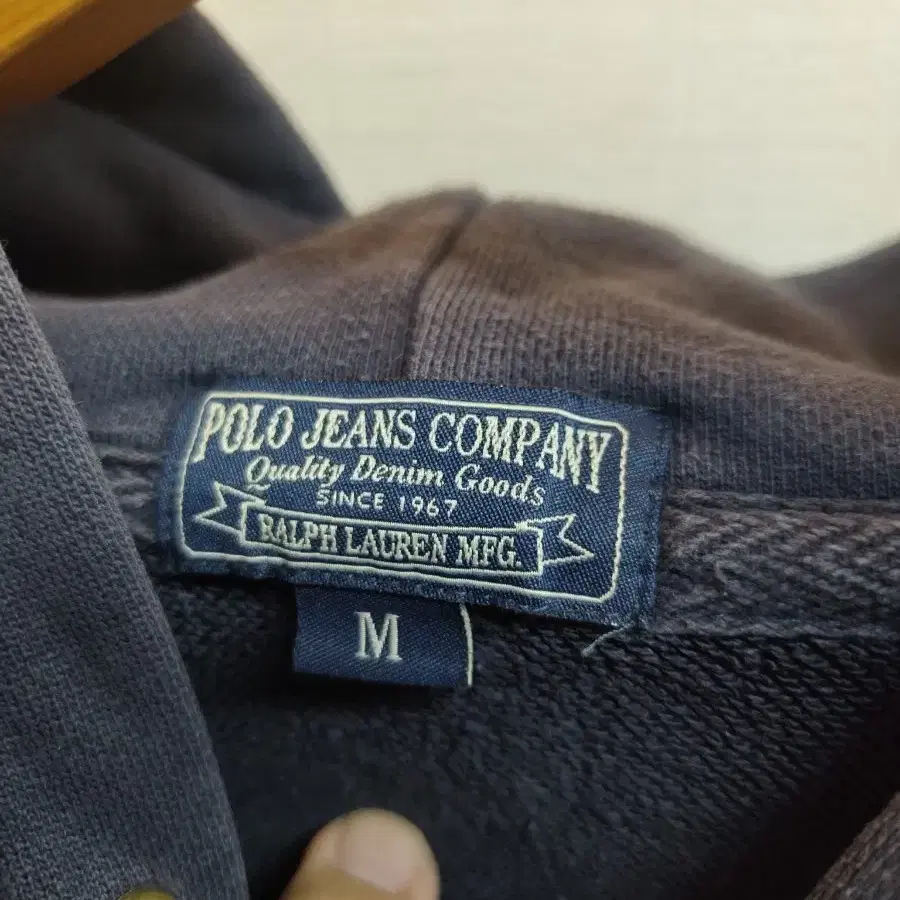 POLO JEANS COMPANY
Quality Denim Goods
SINCE 1967
RALPH LAUREN MFG.
M